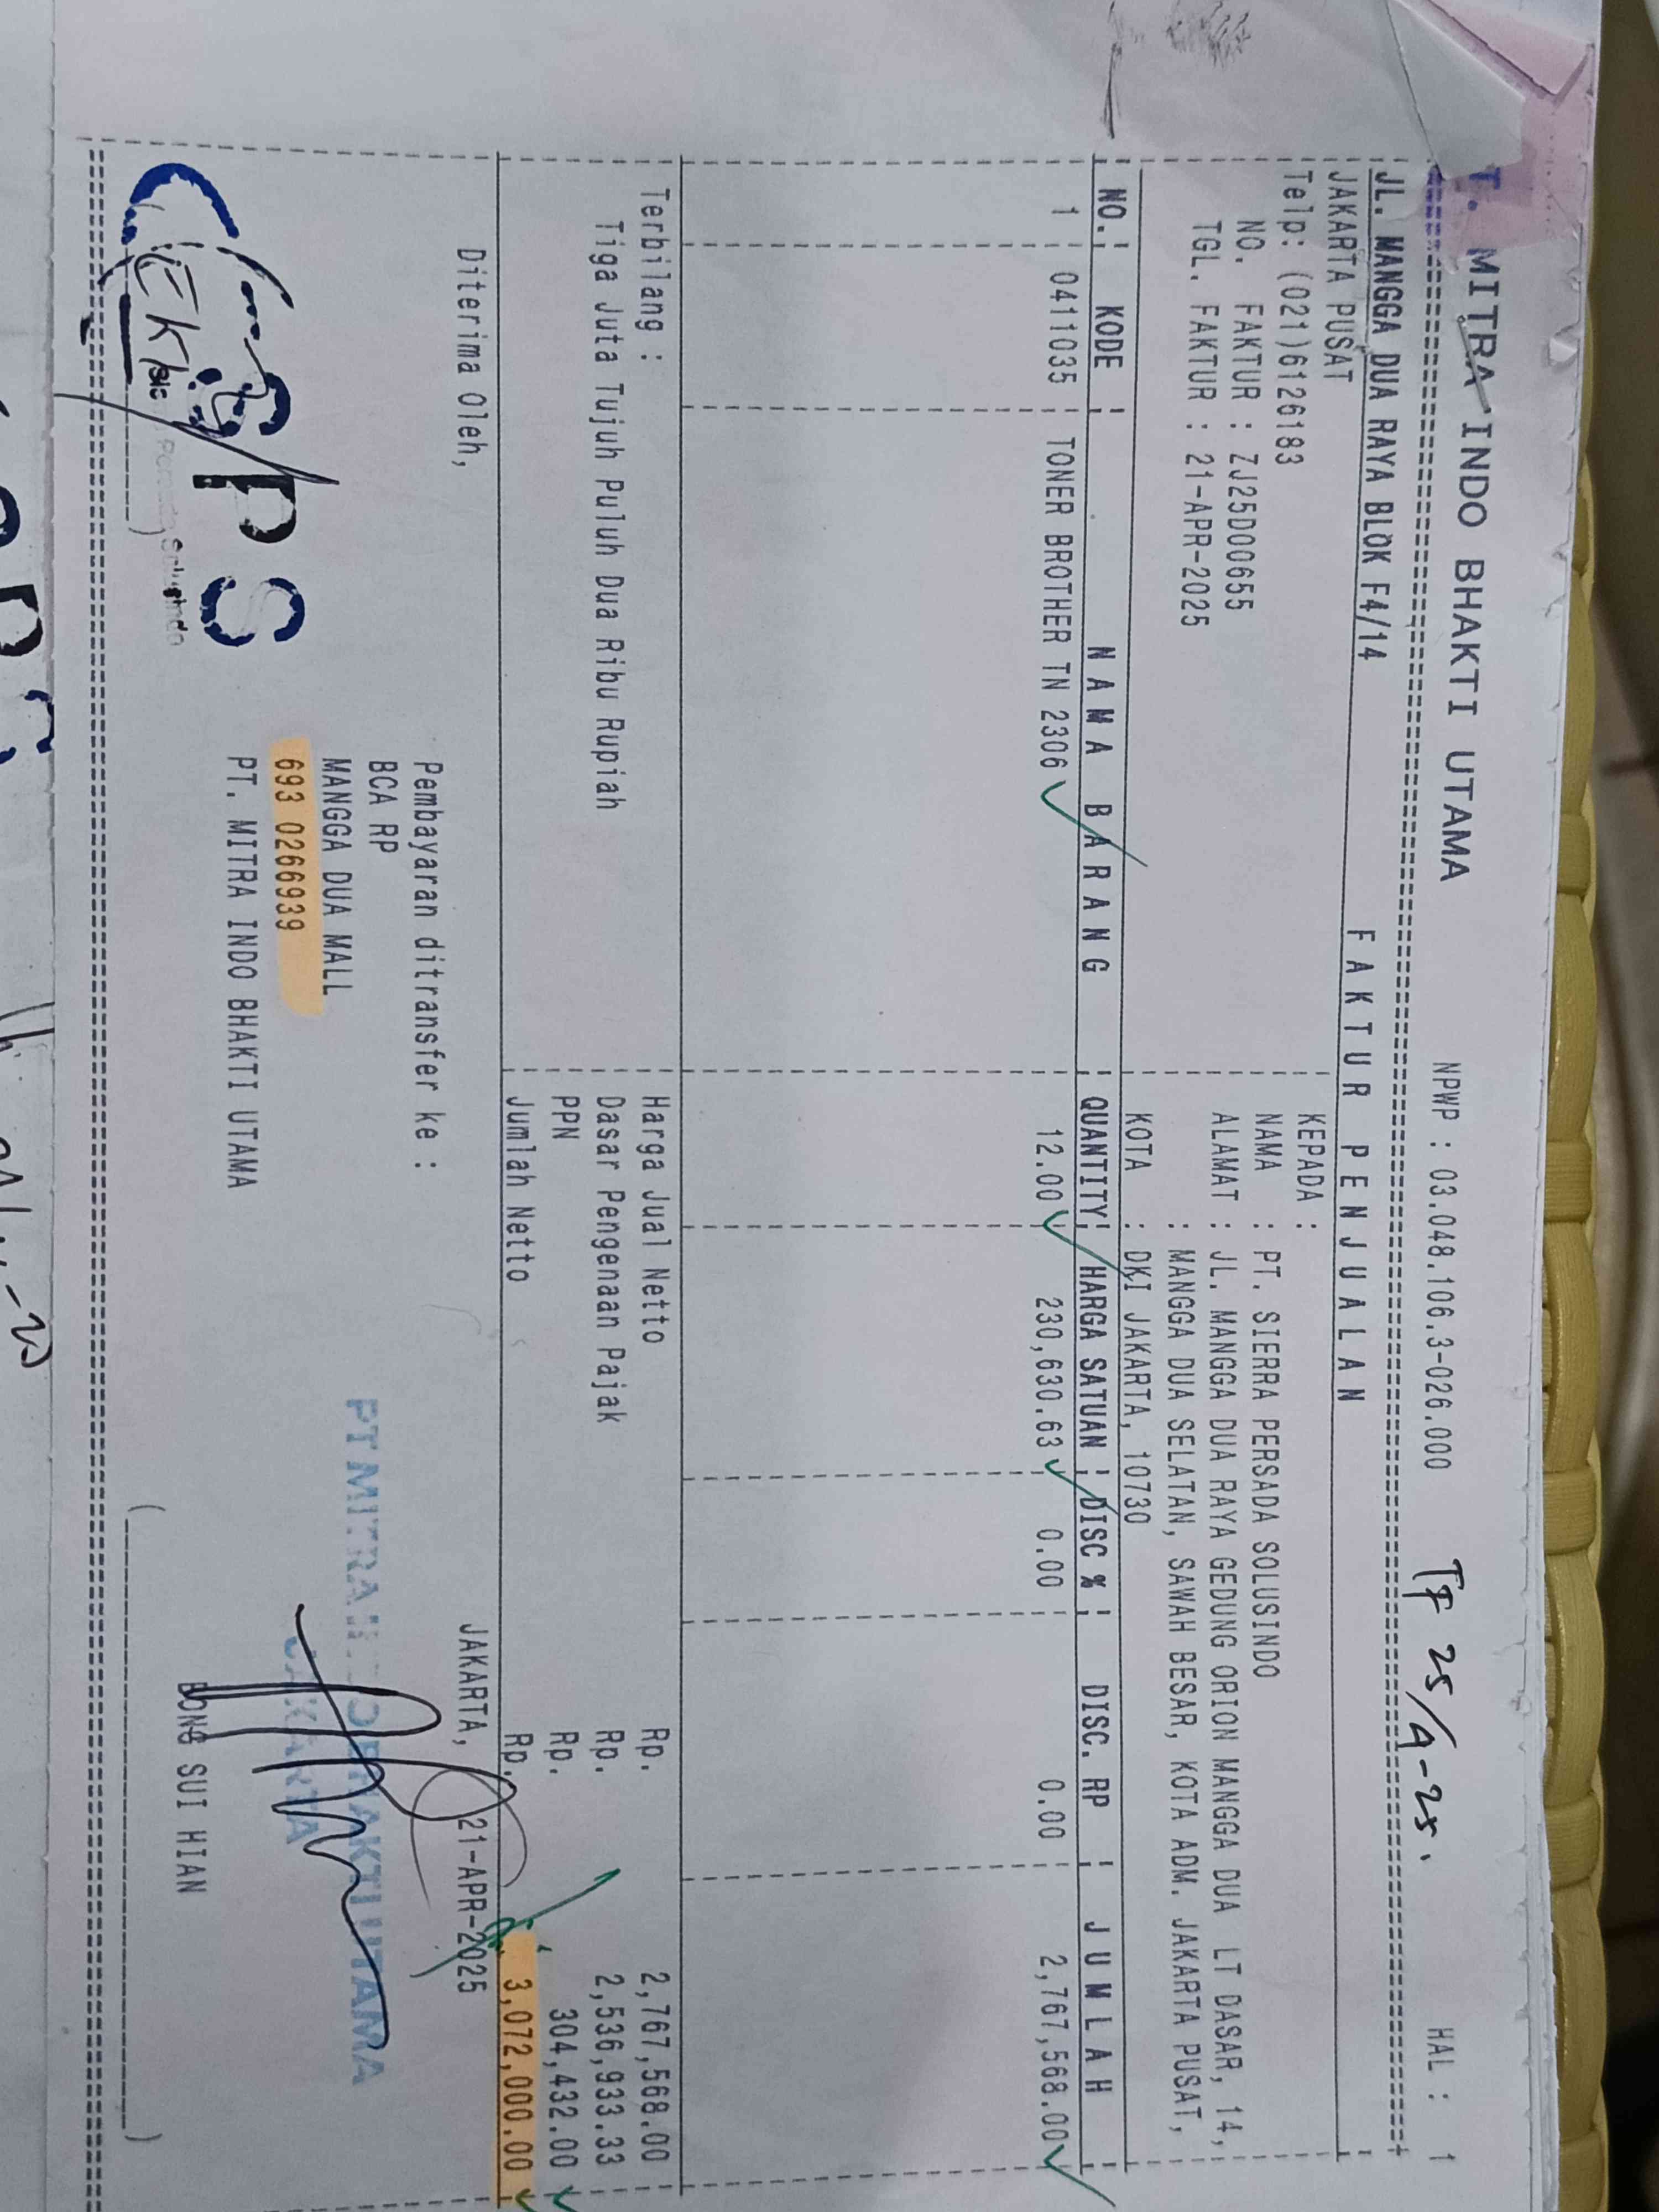 T. MITRA INDO BHAKTI UTAMA NPWP : 03.048.106.3-026.000 TF 25/4-25. HAL : 1
JL. MANGGA DUA RAYA BLOK F4/14 FAKTUR PENJUALAN
JAKARTA PUSAT
Telp: (021)6126183
NO. FAKTUR : ZJ25D00655
TGL. FAKTUR : 21-APR-2025
KEPADA :
NAMA : PT. SIERRA PERSADA SOLUSINDO
ALAMAT : JL. MANGGA DUA RAYA GEDUNG ORION MANGGA DUA LT DASAR, 14,
: MANGGA DUA SELATAN, SAWAH BESAR, KOTA ADM. JAKARTA PUSAT,
KOTA : DKI JAKARTA, 10730
NO. KODE NAMA BARANG QUANTITY HARGA SATUAN DISC % DISC. RP JUMLAH
1 0411035 TONER BROTHER TN 2306 12.00 230,630.63 0.00 0.00 2,767,568.00
Terbilang :
Tiga Juta Tujuh Puluh Dua Ribu Rupiah
Harga Jual Netto Rp. 2,767,568.00
Dasar Pengenaan Pajak Rp. 2,536,933.33
PPN Rp. 304,432.00
Jumlah Netto Rp. 3,072,000.00
Diterima Oleh,
SPS
Persada Solusindo
Pembayaran ditransfer ke :
BCA RP
MANGGA DUA MALL
693 0266939
PT. MITRA INDO BHAKTI UTAMA
JAKARTA, 21-APR-2025
PT MITRA INDO BHAKTI UTAMA
JAKARTA
BONG SUI HIAN